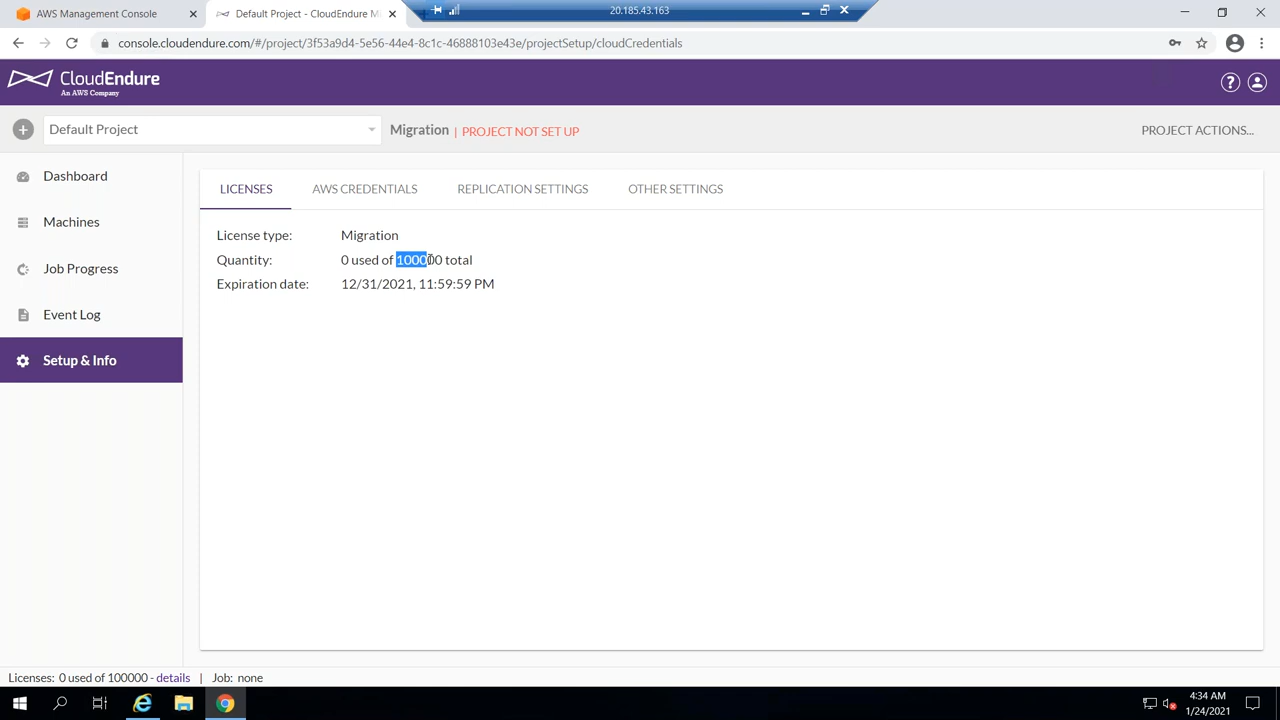 AWS Management Console
Default Project - CloudEndure M
20.185.43.163
console.cloudendure.com/#/project/3f53a9d4-5e56-44e4-8c1c-46888103e43e/projectSetup/cloudCredentials
CloudEndure
An AWS Company
?
Default Project
Migration | PROJECT NOT SET UP
PROJECT ACTIONS...
Dashboard
Machines
Job Progress
Event Log
Setup & Info
LICENSES AWS CREDENTIALS REPLICATION SETTINGS OTHER SETTINGS
License type: Migration
Quantity: 0 used of 100000 total
Expiration date: 12/31/2021, 11:59:59 PM
Licenses: 0 used of 100000 - details | Job: none
4:34 AM
1/24/2021